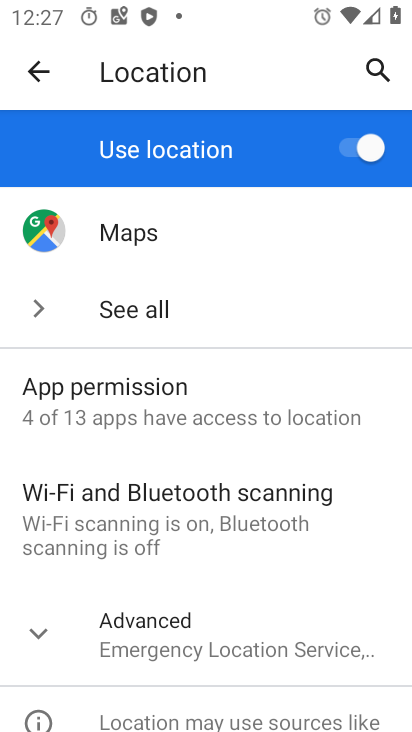 12:27
Location
Use location
G
Maps
See all
App permission
4 of 13 apps have access to location
Wi-Fi and Bluetooth scanning
Wi-Fi scanning is on, Bluetooth
scanning is off
Advanced
Emergency Location Service,..
Location may use sources like